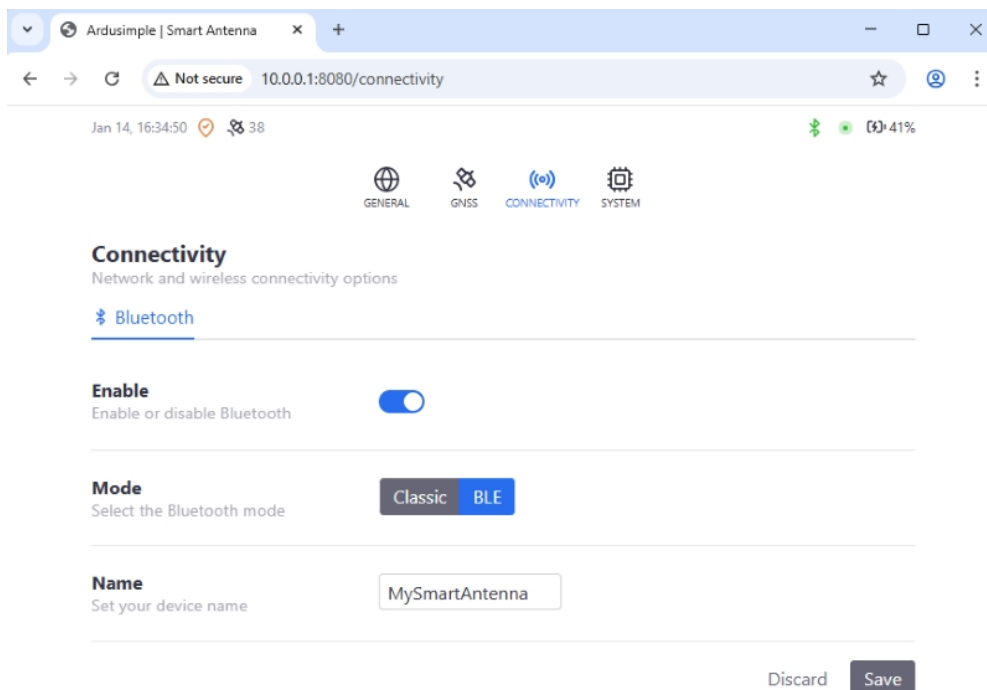 Ardusimple | Smart Antenna
Not secure 10.0.0.1:8080/connectivity
Jan 14, 16:34:50 38 41%
GENERAL GNSS CONNECTIVITY SYSTEM
Connectivity
Network and wireless connectivity options
Bluetooth
Enable
Enable or disable Bluetooth
Mode
Select the Bluetooth mode
Classic BLE
Name
Set your device name
MySmartAntenna
Discard Save